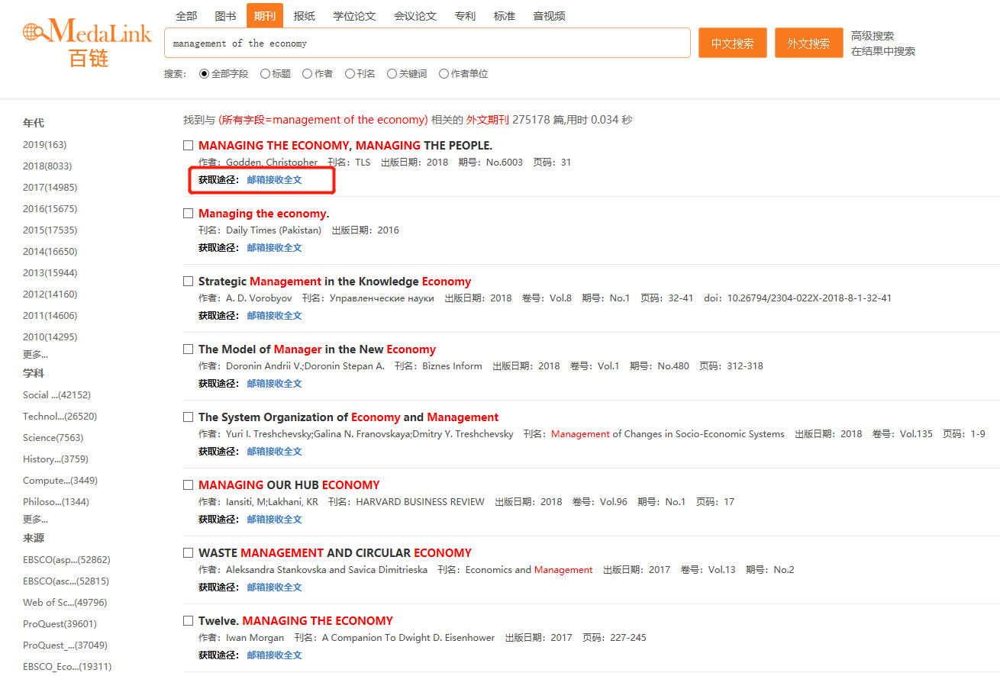 全部 图书 期刊 报纸 学位论文 会议论文 专利 标准 音视频
MedaLink
百链
management of the economy
中文搜索
外文搜索
高级搜索
在结果中搜索
搜索: 全部字段 标题 作者 刊名 关键词 作者单位
年代
2019(163)
2018(8033)
2017(14985)
2016(15675)
2015(17535)
2014(16650)
2013(15944)
2012(14160)
2011(14606)
2010(14295)
更多...
学科
Social ...(42152)
Technol...(26520)
Science(7563)
History...(3759)
Compute...(3449)
Philoso...(1344)
更多...
来源
EBSCO(asp...(52862)
EBSCO(asc...(52815)
Web of Sc...(49796)
ProQuest(39601)
ProQuest_...(37049)
EBSCO_Eco...(19311)
找到与 (所有字段=management of the economy) 相关的 外文期刊 275178 篇,用时 0.034 秒
MANAGING THE ECONOMY, MANAGING THE PEOPLE.
作者: Godden, Christopher 刊名: TLS 出版日期: 2018 期号: No.6003 页码: 31
获取途径: 邮箱接收全文
Managing the economy.
刊名: Daily Times (Pakistan) 出版日期: 2016
获取途径: 邮箱接收全文
Strategic Management in the Knowledge Economy
作者: A. D. Vorobyov 刊名: Управленческие науки 出版日期: 2018 卷号: Vol.8 期号: No.1 页码: 32-41 doi: 10.26794/2304-022X-2018-8-1-32-41
获取途径: 邮箱接收全文
The Model of Manager in the New Economy
作者: Doronin Andrii V.;Doronin Stepan A. 刊名: Bìznes Inform 出版日期: 2018 卷号: Vol.1 期号: No.480 页码: 312-318
获取途径: 邮箱接收全文
The System Organization of Economy and Management
作者: Yuri I. Treshchevsky;Galina N. Franovskaya;Dmitry Y. Treshchevsky 刊名: Management of Changes in Socio-Economic Systems 出版日期: 2018 卷号: Vol.135 页码: 1-9
获取途径: 邮箱接收全文
MANAGING OUR HUB ECONOMY
作者: Iansiti, M;Lakhani, KR 刊名: HARVARD BUSINESS REVIEW 出版日期: 2018 卷号: Vol.96 期号: No.1 页码: 17
获取途径: 邮箱接收全文
WASTE MANAGEMENT AND CIRCULAR ECONOMY
作者: Aleksandra Stankovska and Savica Dimitrieska 刊名: Economics and Management 出版日期: 2017 卷号: Vol.13 期号: No.2
获取途径: 邮箱接收全文
Twelve. MANAGING THE ECONOMY
作者: Iwan Morgan 刊名: A Companion To Dwight D. Eisenhower 出版日期: 2017 页码: 227-245
获取途径: 邮箱接收全文